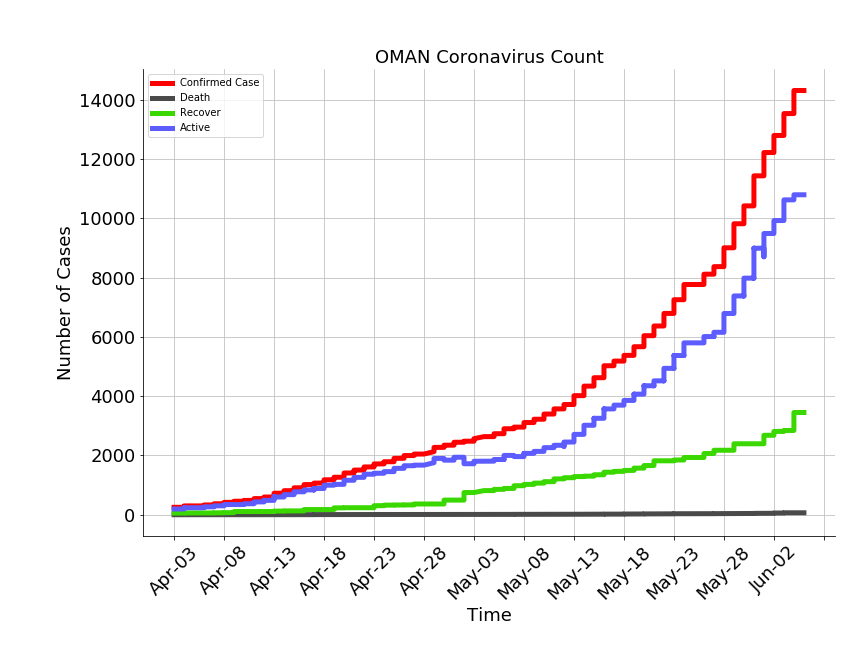 OMAN Coronavirus Count
Confirmed Case
Death
Recover
Active
Number of Cases
14000
12000
10000
8000
6000
4000
2000
0
Apr-03
Apr-08
Apr-13
Apr-18
Apr-23
Apr-28
May-03
May-08
May-13
May-18
May-23
May-28
Jun-02
Time